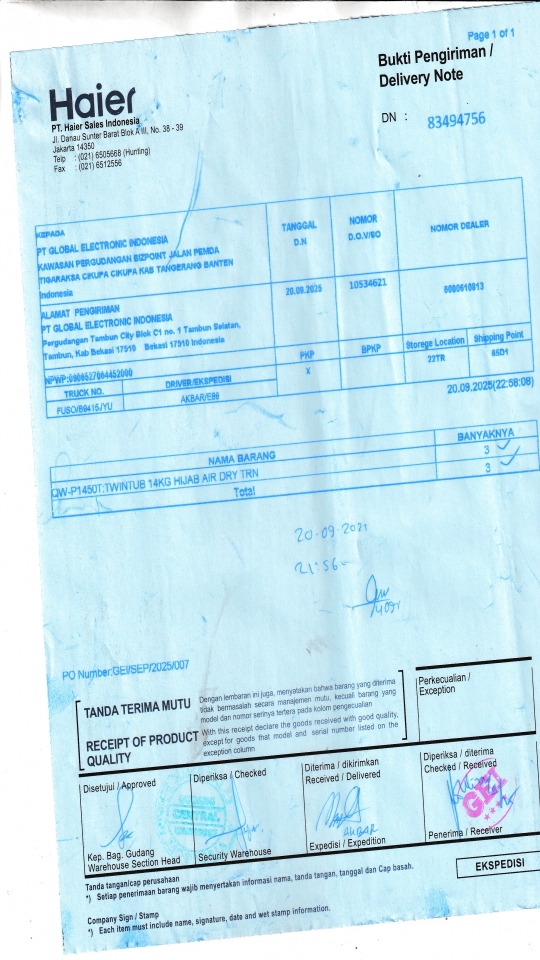 Page 1 of 1
Bukti Pengiriman /
Delivery Note
DN : 83494756
Haier
PT. Haier Sales Indonesia
Jl. Danau Sunter Barat Blok A III, No. 38 - 39
Jakarta 14350
Telp : (021) 6505668 (Hunting)
Fax : (021) 6512556
KEPADA
PT GLOBAL ELECTRONIC INDONESIA
KAWASAN PERGUDANGAN BIZPOINT JALAN PEMDA
TIGARAKSA CIKUPA CIKUPA KAB TANGERANG BANTEN
Indonesia
TANGGAL
D.N
NOMOR
D.O.V/SO
NOMOR DEALER
ALAMAT PENGIRIMAN
PT GLOBAL ELECTRONIC INDONESIA
Pergudangan Tambun City Blok C1 no. 1 Tambun Selatan,
Tambun, Kab Bekasi 17510 Bekasi 17510 Indonesia
20.09.2025
10534621
PKP
BPKP
Storege Location
Shipping Point
X
22TR
TRUCK NO.
DRIVER/EKSPEDISI
FUSO/B9415/JYU
20.09.2025(22:58:08)
NAMA BARANG
BANYAKNYA
QW-P1450T:TWINTUB 14KG HIJAB AIR DRY TRN
3
Total
3
21:56
PO Number:GEI/SEP/2025/007
TANDA TERIMA MUTU
Dengan lembaran ini juga, menyatakan bahwa barang yang diterima
tidak bermasalah secara manajemen mutu, kecuali barang yang
model dan nomor serinya tertera pada kolom pengecualian
RECEIPT OF PRODUCT
QUALITY
With this receipt declare the goods received with good quality,
except for goods that model and serial number listed on the
exception column
Perkecualian /
Exception
Disetujui / Approved
Diperiksa / Checked
Diterima / dikirimkan
Received / Delivered
Diperiksa / diterima
Checked / Received
AKBAR
GEI
Kep. Bag. Gudang
Warehouse Section Head
Security Warehouse
Expedisi / Expedition
Penerima / Receiver
Tanda tangan/cap perusahaan
*) Setiap penerimaan barang wajib menyertakan informasi nama, tanda tangan, tanggal dan Cap basah.
EKSPEDISI
Company Sign / Stamp
*) Each item must include name, signature, date and wet stamp information.